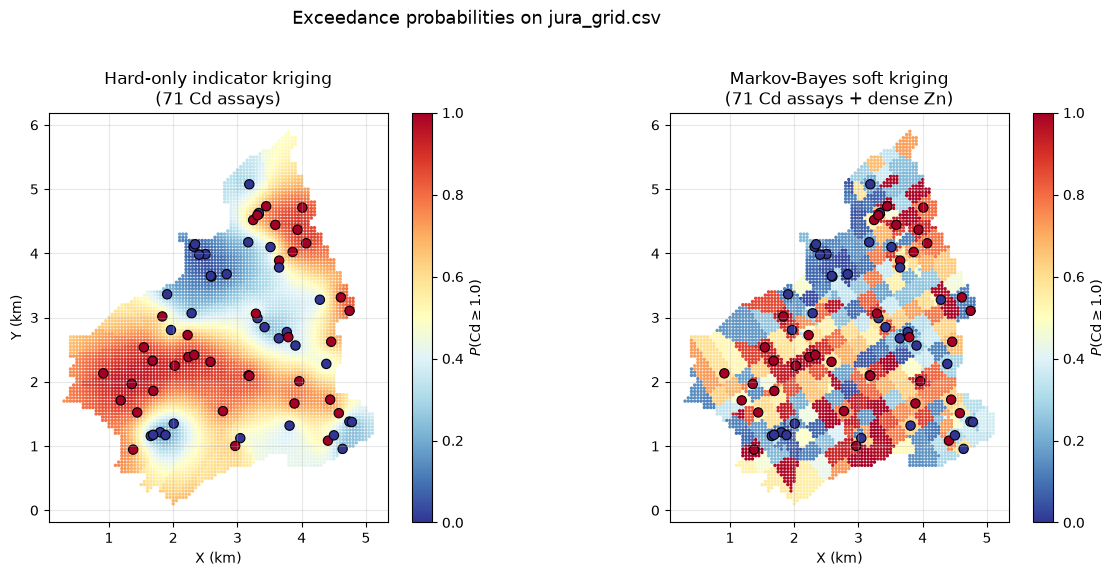 Exceedance probabilities on jura_grid.csv
Hard-only indicator kriging
(71 Cd assays)
6
5
4
3
2
1
0
Y (km)
1 2 3 4 5
X (km)
1.0
0.8
0.6
0.4
0.2
0.0
P(Cd ≥ 1.0)
Markov-Bayes soft kriging
(71 Cd assays + dense Zn)
6
5
4
3
2
1
0
1 2 3 4 5
X (km)
1.0
0.8
0.6
0.4
0.2
0.0
P(Cd ≥ 1.0)